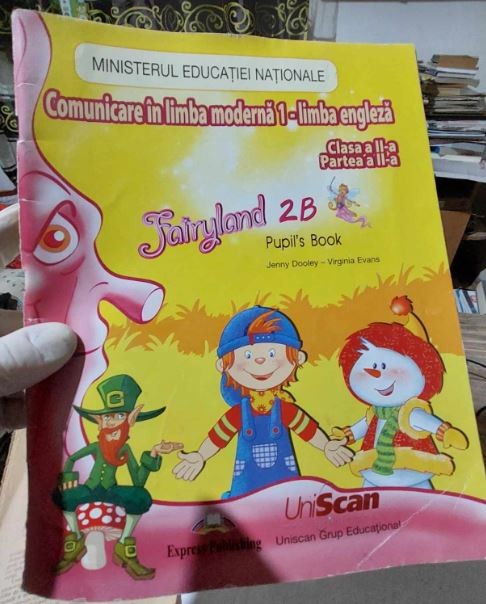 MINISTERUL EDUCAȚIEI NAȚIONALE
Comunicare în limba modernă 1 - limba engleză
Clasa a II-a
Partea a II-a
Fairyland 2B
Pupil's Book
Jenny Dooley – Virginia Evans
UniScan
Uniscan Grup Educațional
Express Publishing